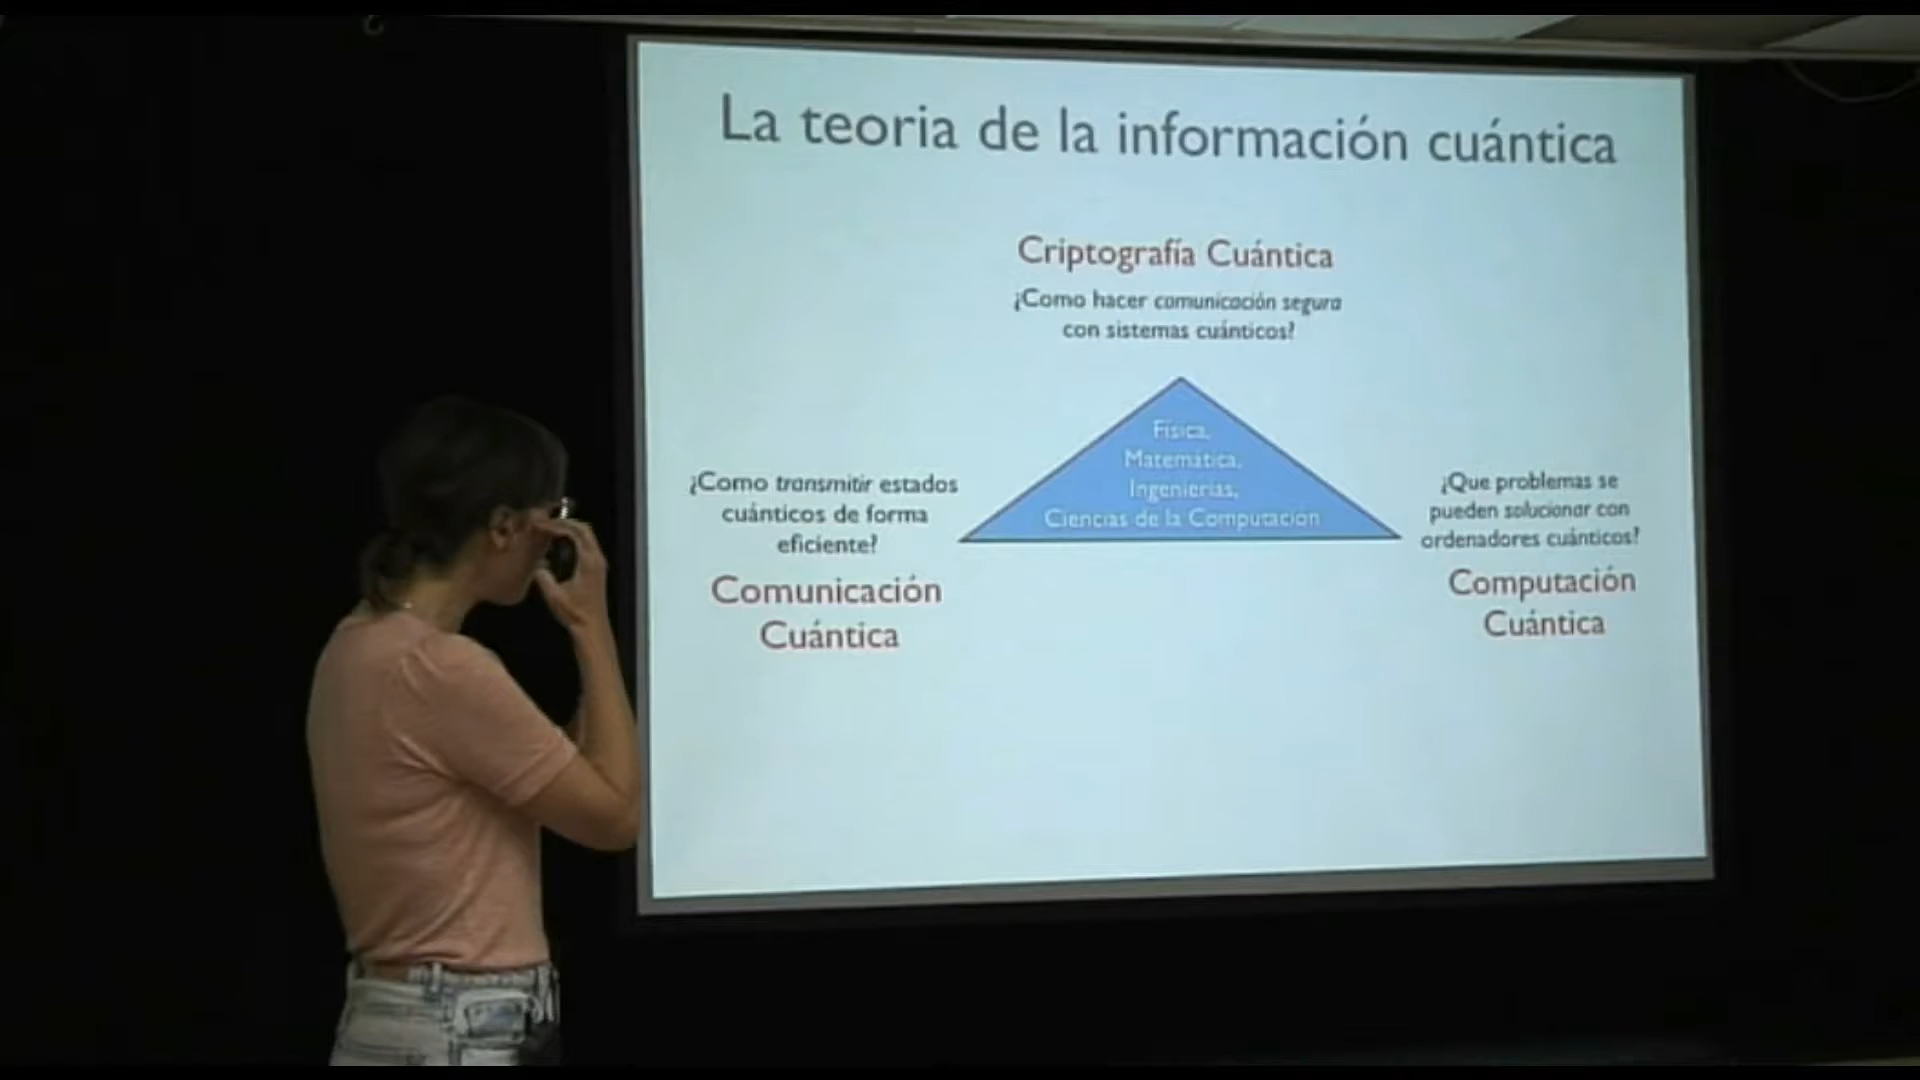 La teoria de la información cuántica
Criptografía Cuántica
¿Como hacer comunicación segura
con sistemas cuánticos?
Física,
Matemática,
Ingenierías,
Ciencias de la Computación
¿Como transmitir estados
cuánticos de forma
eficiente?
Comunicación
Cuántica
¿Que problemas se
pueden solucionar con
ordenadores cuánticos?
Computación
Cuántica